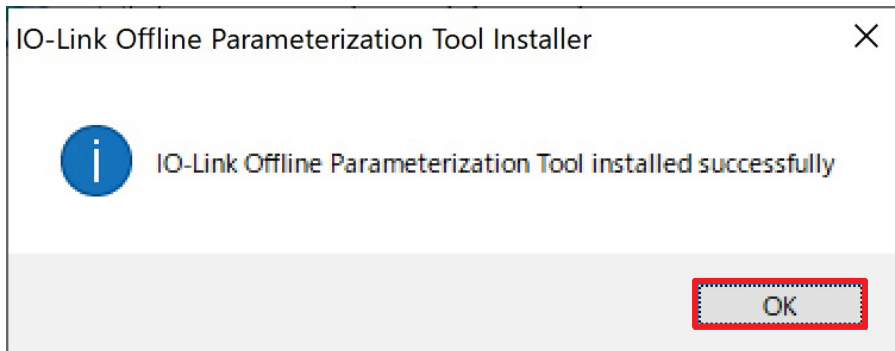 IO-Link Offline Parameterization Tool Installer
IO-Link Offline Parameterization Tool installed successfully
OK